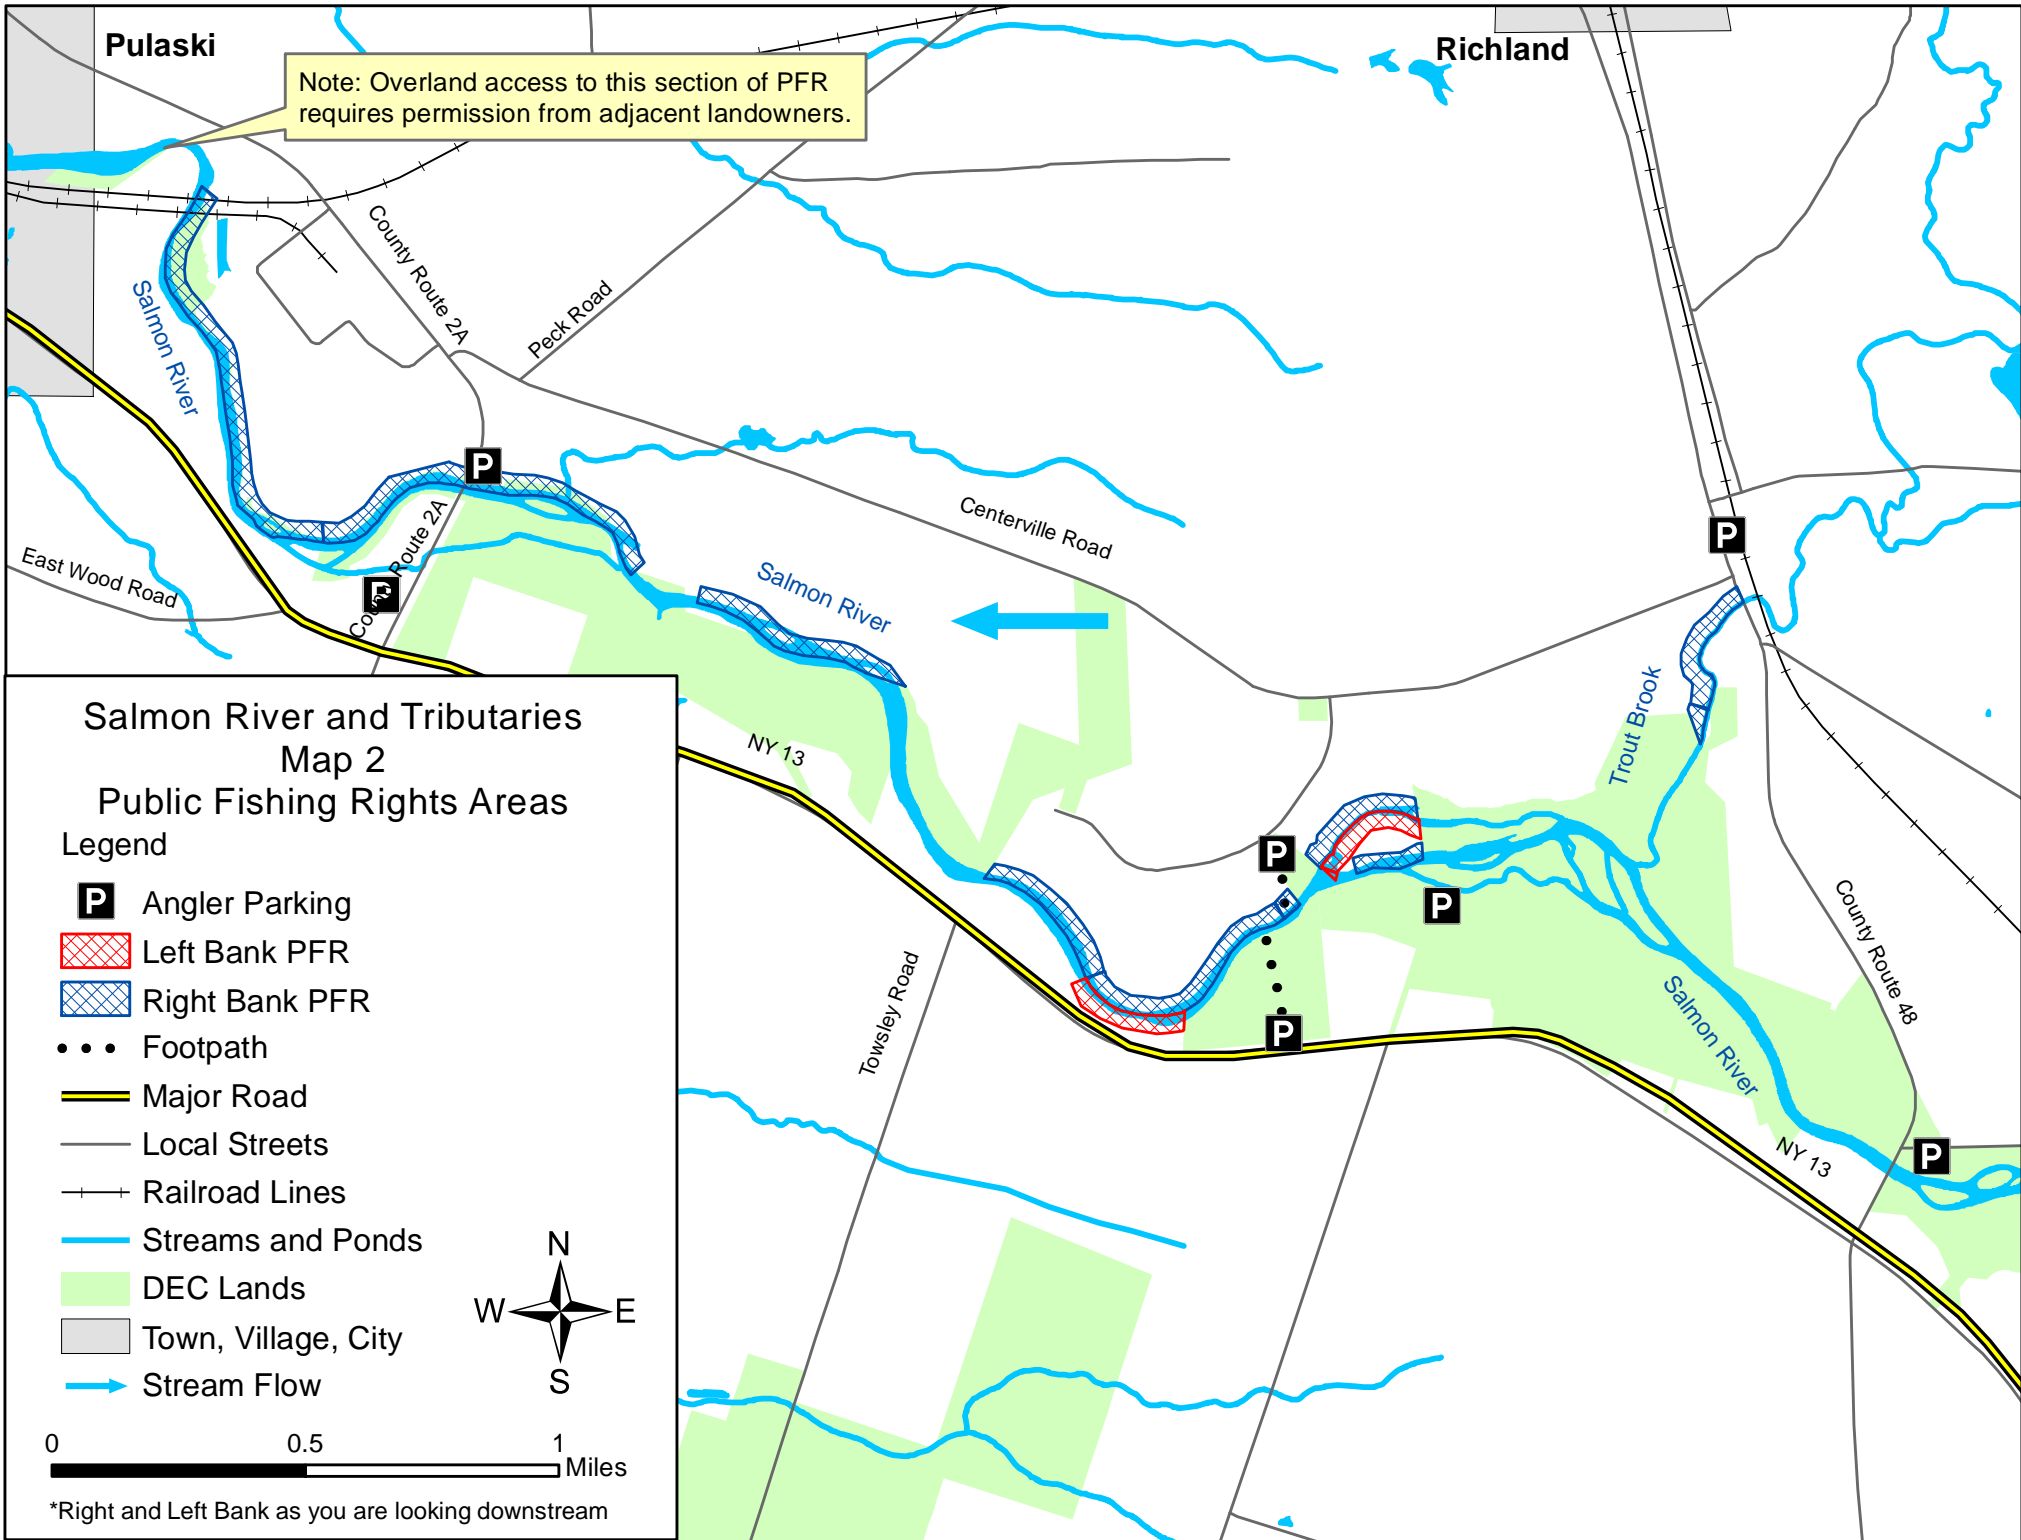 Pulaski
Richland
Note: Overland access to this section of PFR
requires permission from adjacent landowners.
County Route 2A
Peck Road
Salmon River
County Route 2A
East Wood Road
P
P
Centerville Road
Salmon River
P
Trout Brook
NY 13
P
P
P
Towsley Road
County Route 48
Salmon River
NY 13
P
Salmon River and Tributaries
Map 2
Public Fishing Rights Areas
Legend
P Angler Parking
Left Bank PFR
Right Bank PFR
Footpath
Major Road
Local Streets
Railroad Lines
Streams and Ponds
DEC Lands
Town, Village, City
Stream Flow
N
W E
S
0 0.5 1
Miles
*Right and Left Bank as you are looking downstream